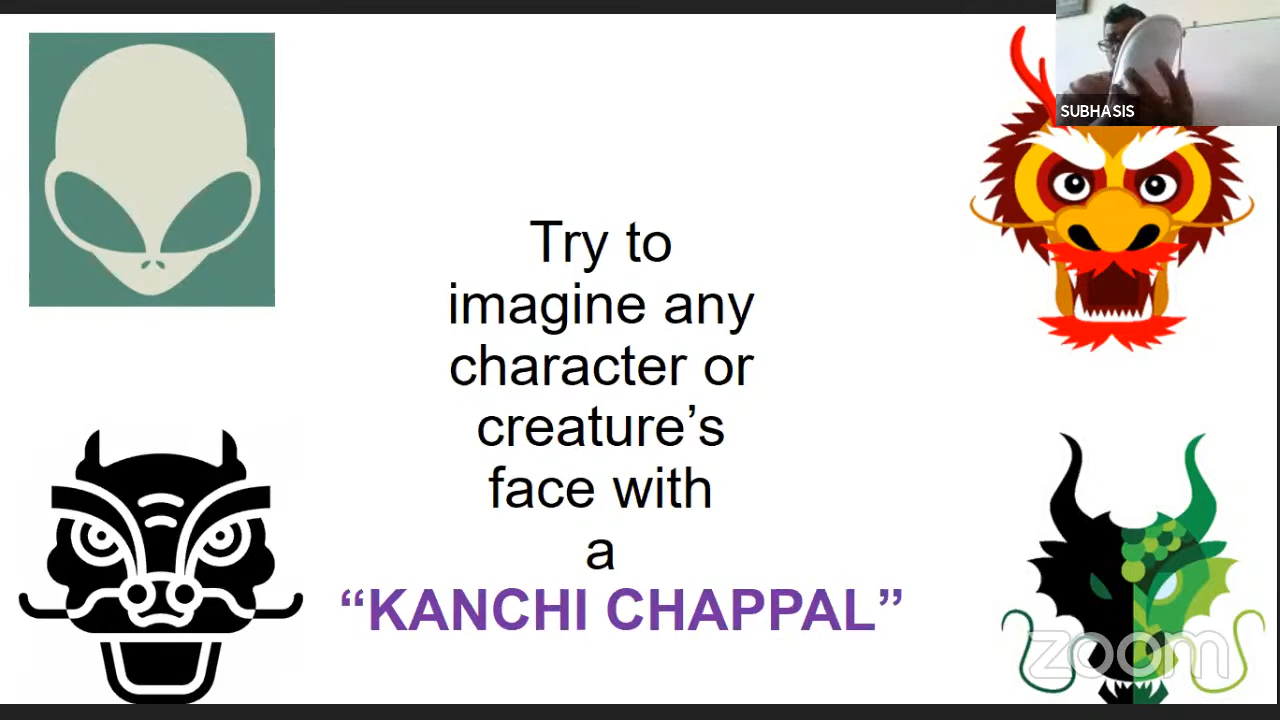 SUBHASIS
Try to
imagine any
character or
creature’s
face with
a
“KANCHI CHAPPAL”
zoom